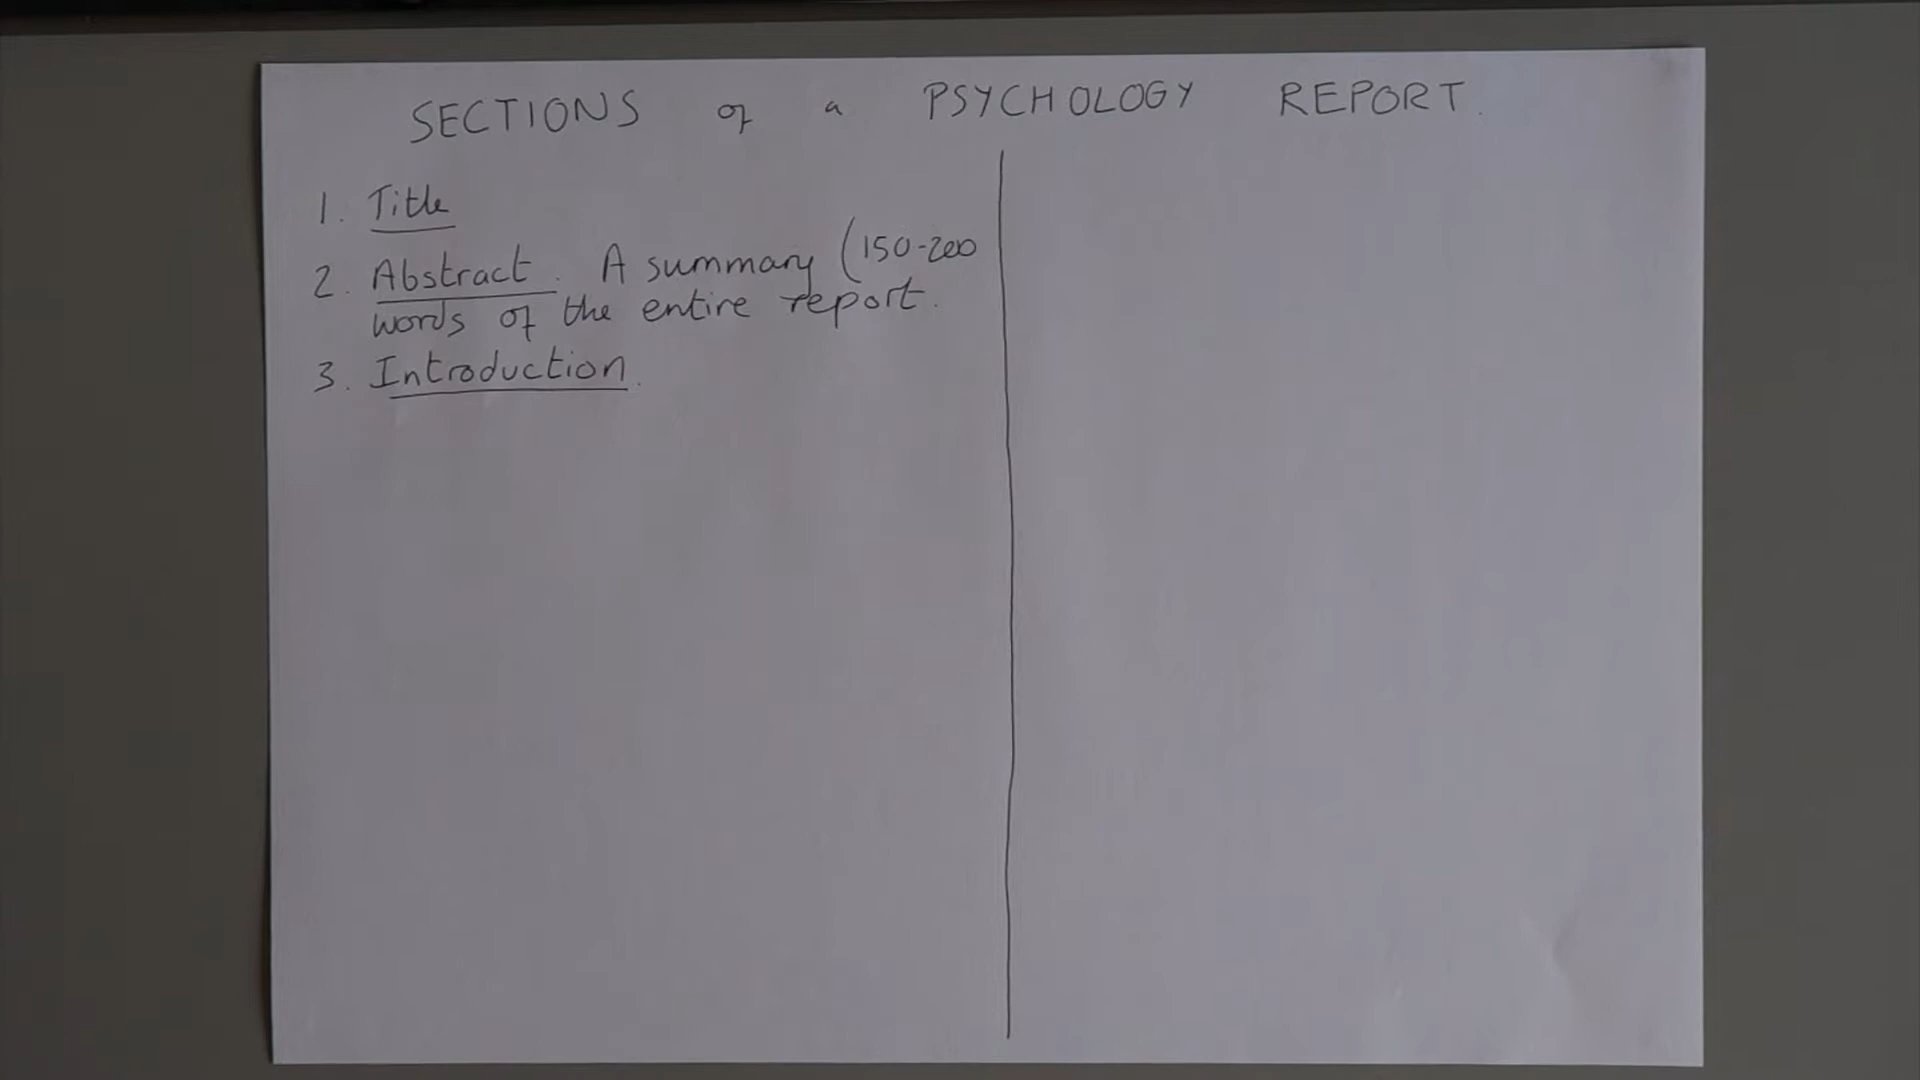 SECTIONS of a PSYCHOLOGY REPORT.
1. Title
2. Abstract. A summary (150-200
words of the entire report.
3. Introduction.